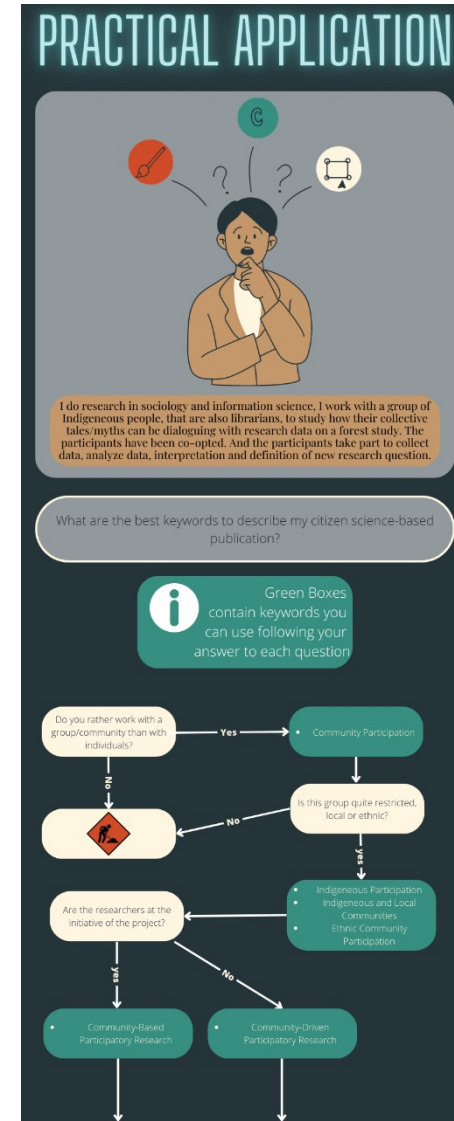 PRACTICAL APPLICATION
C
? ?
I do research in sociology and information science, I work with a group of
Indigeneous people, that are also librarians, to study how their collective
tales/myths can be dialoguing with research data on a forest study. The
participants have been co-opted. And the participants take part to collect
data, analyze data, interpretation and definition of new research question.
What are the best keywords to describe my citizen science-based
publication?
i
Green Boxes
contain keywords you
can use following your
answer to each question
Do you rather work with a
group/community than with
individuals?
Yes
• Community Participation
No
Is this group quite restricted,
local or ethnic?
No
yes
• Indigeneous Participation
• Indigeneous and Local
Communities
• Ethnic Community
Participation
Are the researchers at the
initiative of the project?
yes
No
• Community-Based
Participatory Research
• Community-Driven
Participatory Research